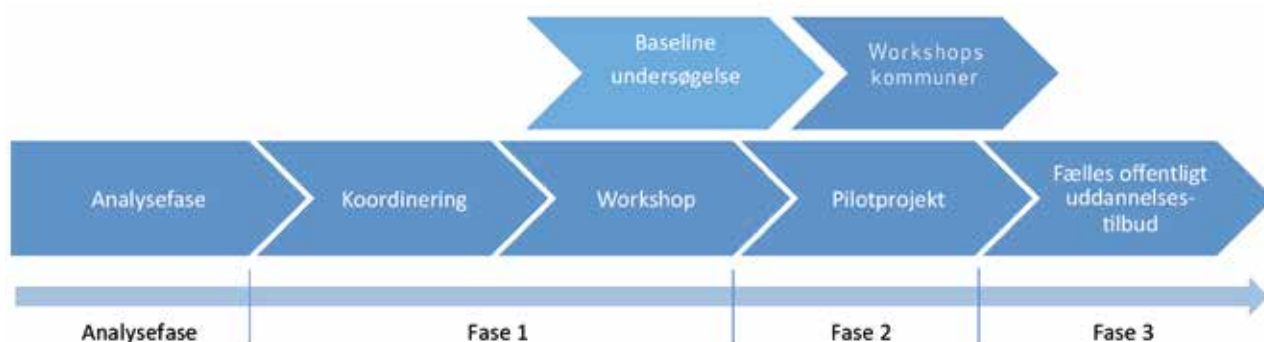 Baseline
undersøgelse
Workshops
kommuner
Analysefase
Koordinering
Workshop
Pilotprojekt
Fælles offentligt
uddannelses-
tilbud
Analysefase
Fase 1
Fase 2
Fase 3